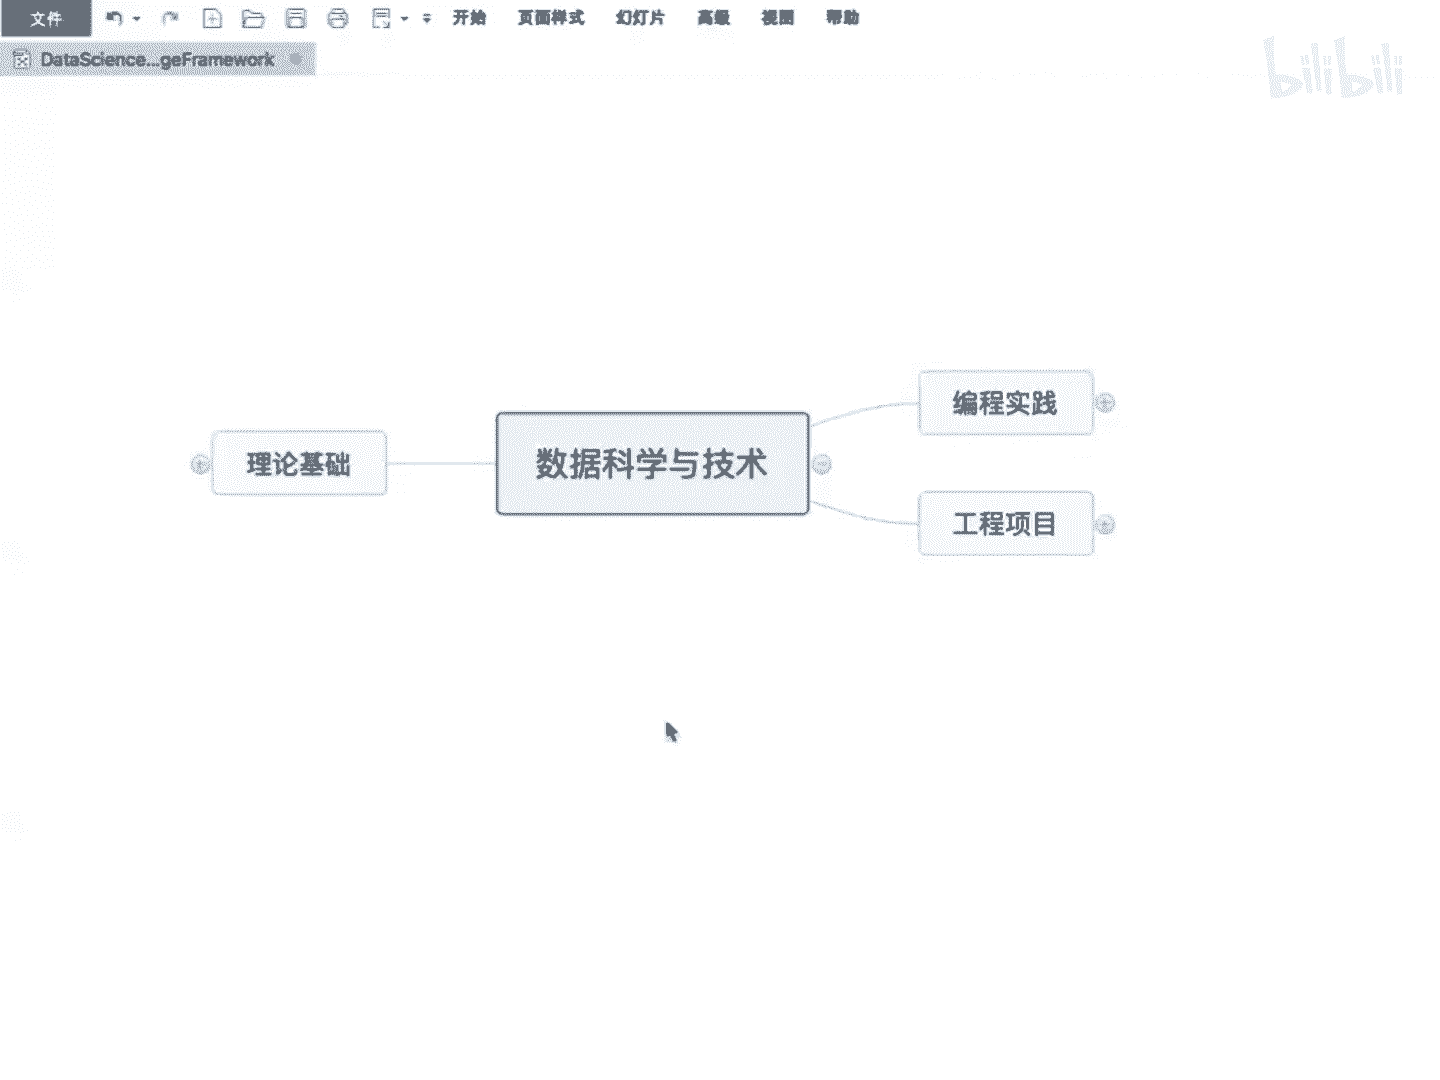 文件 开始 页面样式 幻灯片 高级 视图 帮助
DataScience...geFramework
bilibili
编程实践
理论基础
数据科学与技术
工程项目